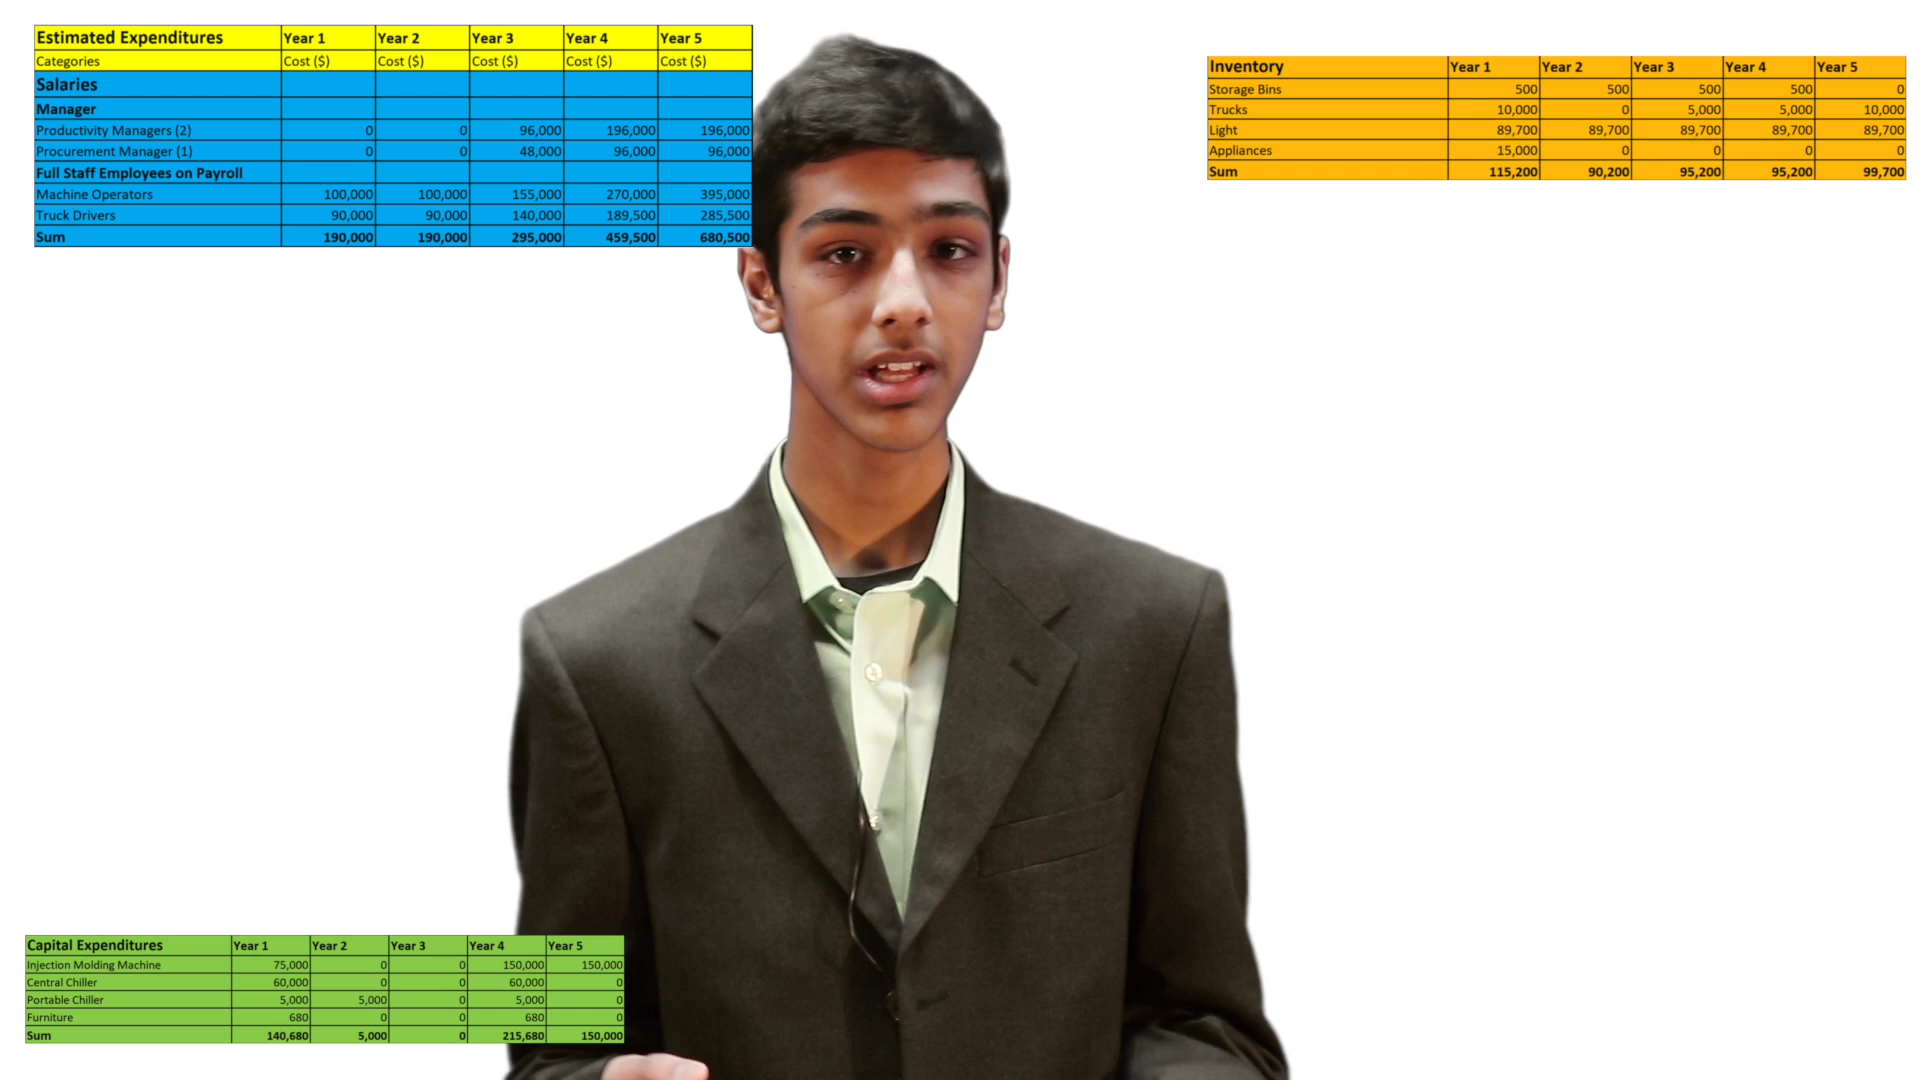 Estimated Expenditures Year 1 Year 2 Year 3 Year 4 Year 5
Categories Cost ($) Cost ($) Cost ($) Cost ($) Cost ($)
Salaries
Manager
Productivity Managers (2) 0 0 96,000 196,000 196,000
Procurement Manager (1) 0 0 48,000 96,000 96,000
Full Staff Employees on Payroll
Machine Operators 100,000 100,000 155,000 270,000 395,000
Truck Drivers 90,000 90,000 140,000 189,500 285,500
Sum 190,000 190,000 295,000 459,500 680,500
Inventory Year 1 Year 2 Year 3 Year 4 Year 5
Storage Bins 500 500 500 500 0
Trucks 10,000 0 5,000 5,000 10,000
Light 89,700 89,700 89,700 89,700 89,700
Appliances 15,000 0 0 0 0
Sum 115,200 90,200 95,200 95,200 99,700
Capital Expenditures Year 1 Year 2 Year 3 Year 4 Year 5
Injection Molding Machine 75,000 0 0 150,000 150,000
Central Chiller 60,000 0 0 60,000 0
Portable Chiller 5,000 5,000 0 5,000 0
Furniture 680 0 0 680 0
Sum 140,680 5,000 0 215,680 150,000